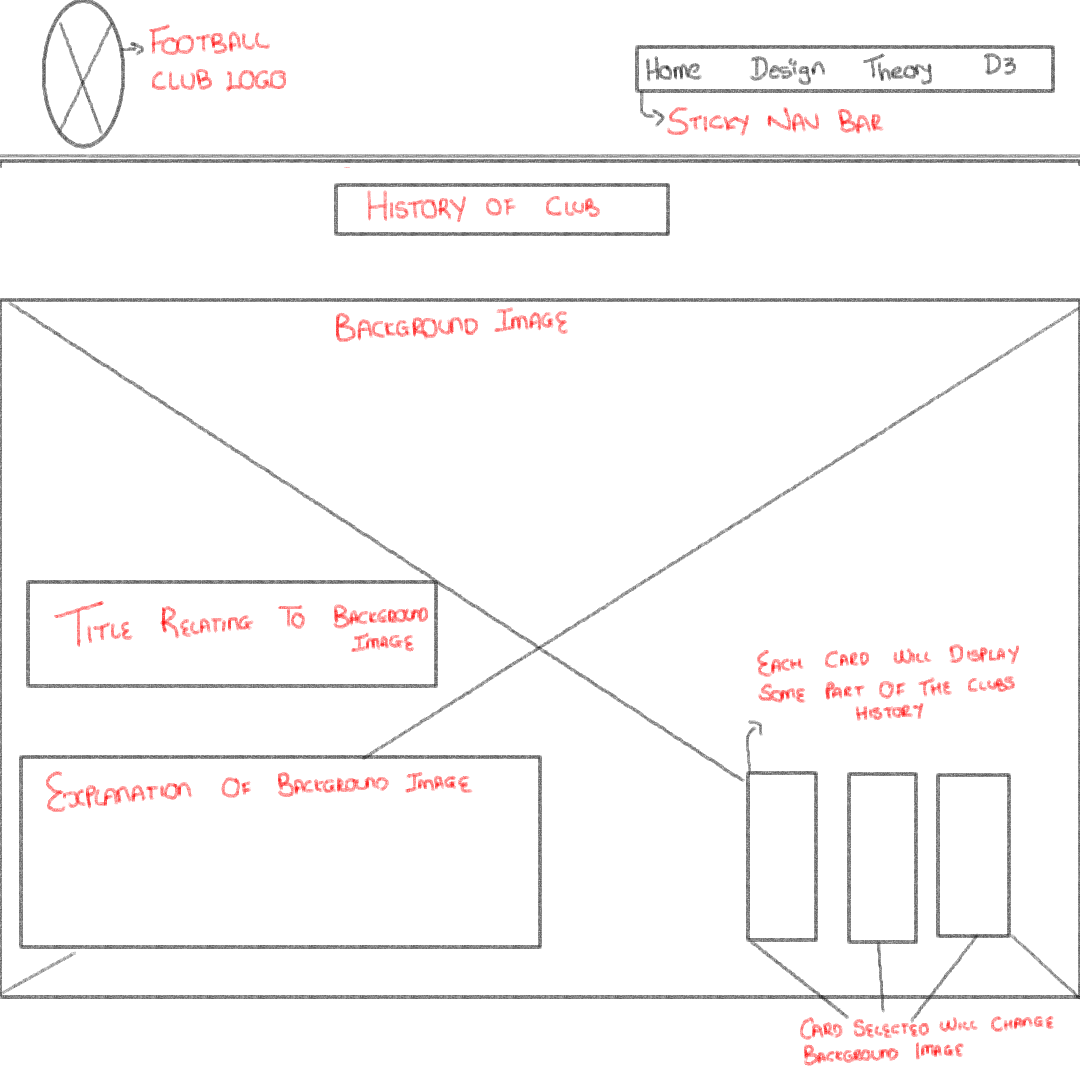 FOOTBALL
CLUB LOGO
Home Design Theory D3
STICKY NAV BAR
HISTORY OF CLUB
BACKGROUND IMAGE
TITLE RELATING TO BACKGROUND
IMAGE
EACH CARD WILL DISPLAY
SOME PART OF THE CLUBS
HISTORY
EXPLANATION OF BACKGROUND IMAGE
CARD SELECTED WILL CHANGE
BACKGROUND IMAGE